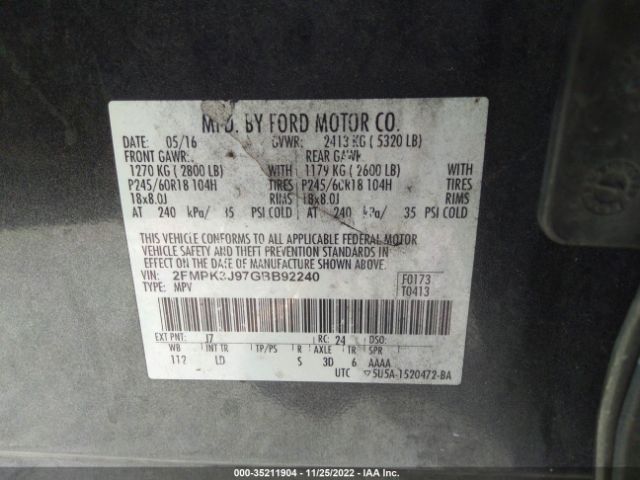 MFD. BY FORD MOTOR CO.
DATE: 05/16 GVWR: 2413 KG ( 5320 LB)
FRONT GAWR: REAR GAWR:
1270 KG ( 2800 LB) WITH 1179 KG ( 2600 LB) WITH
P245/60R18 104H TIRES P245/60R18 104H TIRES
18x8.0J RIMS 18x8.0J RIMS
AT 240 kPa/ 35 PSI COLD AT 240 kPa/ 35 PSI COLD
THIS VEHICLE CONFORMS TO ALL APPLICABLE FEDERAL MOTOR
VEHICLE SAFETY AND THEFT PREVENTION STANDARDS IN
EFFECT ON THE DATE OF MANUFACTURE SHOWN ABOVE.
VIN: 2FMPK3J97GBB92240 F0173
TYPE: MPV T0413
EXT PNT: J7 RC: 24 DSO:
WB INT TR TP/PS R AXLE TR SPR
112 LD S 3D 6 AAAA
UTC 5U5A-1520472-BA
000-35211904 - 11/25/2022 - IAA Inc.